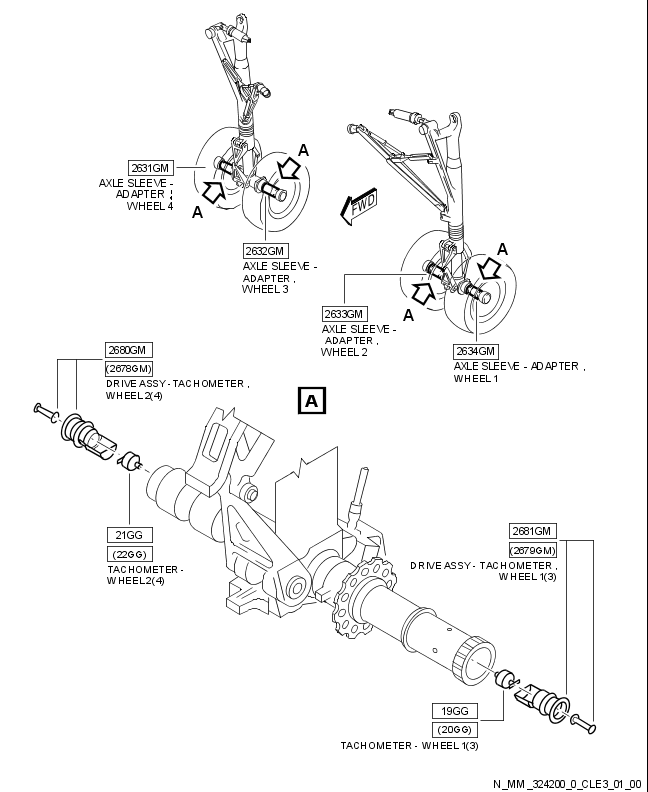 A
2631GM
AXLE SLEEVE -
ADAPTER ;
WHEEL 4
A
2632GM
AXLE SLEEVE -
ADAPTER ,
WHEEL 3
FWD
A
2633GM
AXLE SLEEVE -
ADAPTER ,
WHEEL 2
A
2634GM
AXLE SLEEVE - ADAPTER ,
WHEEL 1
2680GM
(2678GM)
DRIVE ASSY - TACHOMETER ,
WHEEL 2(4)
A
21GG
(22GG)
TACHOMETER -
WHEEL 2(4)
2681GM
(2679GM)
DRIVE ASSY - TACHOMETER ,
WHEEL 1(3)
19GG
(20GG)
TACHOMETER - WHEEL 1(3)
N_MM_324200_0_CLE3_01_00